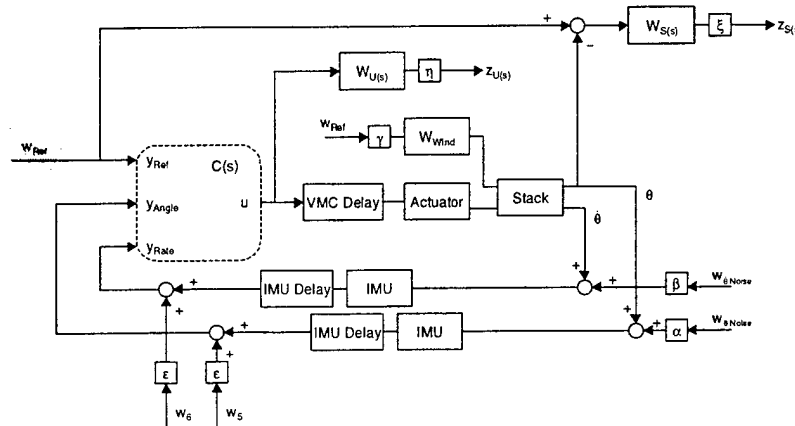 +
W_S(s)
ξ
z_S(
−
W_U(s)
η
z_U(s)
w_Ref
γ
W_Wind
w_Ref
y_Ref
C(s)
y_Angle
u
VMC Delay
Actuator
Stack
θ
θ̇
y_Rate
+
+
IMU Delay
IMU
+
+
β
w_θ̇ Noise
+
+
+
IMU Delay
IMU
+
+
α
w_θ Noise
ε
ε
w_6
w_5